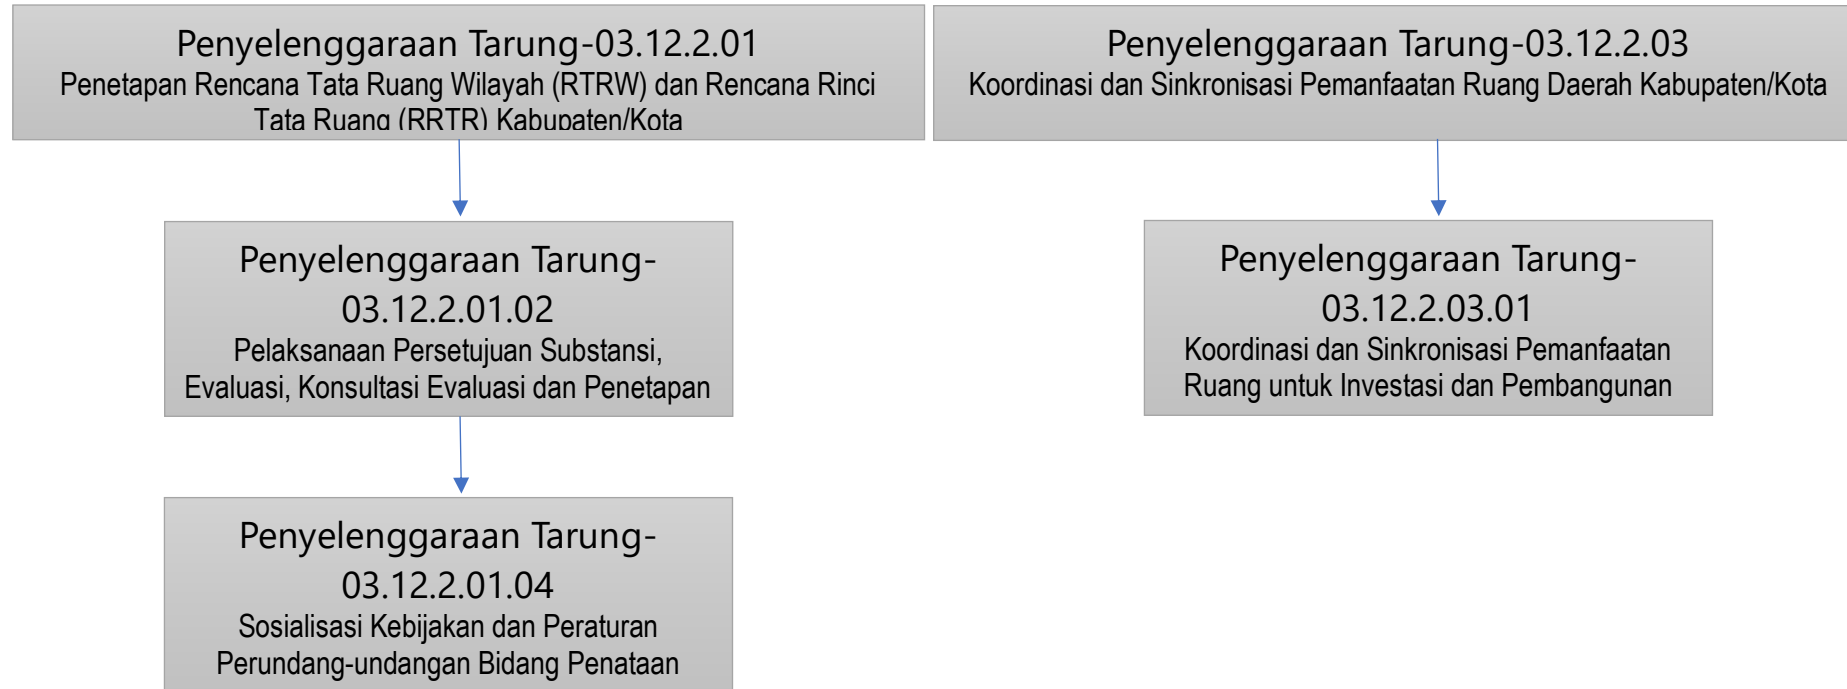 Penyelenggaraan Tarung-03.12.2.01
Penetapan Rencana Tata Ruang Wilayah (RTRW) dan Rencana Rinci
Tata Ruang (RRTR) Kabupaten/Kota
Penyelenggaraan Tarung-
03.12.2.01.02
Pelaksanaan Persetujuan Substansi,
Evaluasi, Konsultasi Evaluasi dan Penetapan
Penyelenggaraan Tarung-
03.12.2.01.04
Sosialisasi Kebijakan dan Peraturan
Perundang-undangan Bidang Penataan
Penyelenggaraan Tarung-03.12.2.03
Koordinasi dan Sinkronisasi Pemanfaatan Ruang Daerah Kabupaten/Kota
Penyelenggaraan Tarung-
03.12.2.03.01
Koordinasi dan Sinkronisasi Pemanfaatan
Ruang untuk Investasi dan Pembangunan